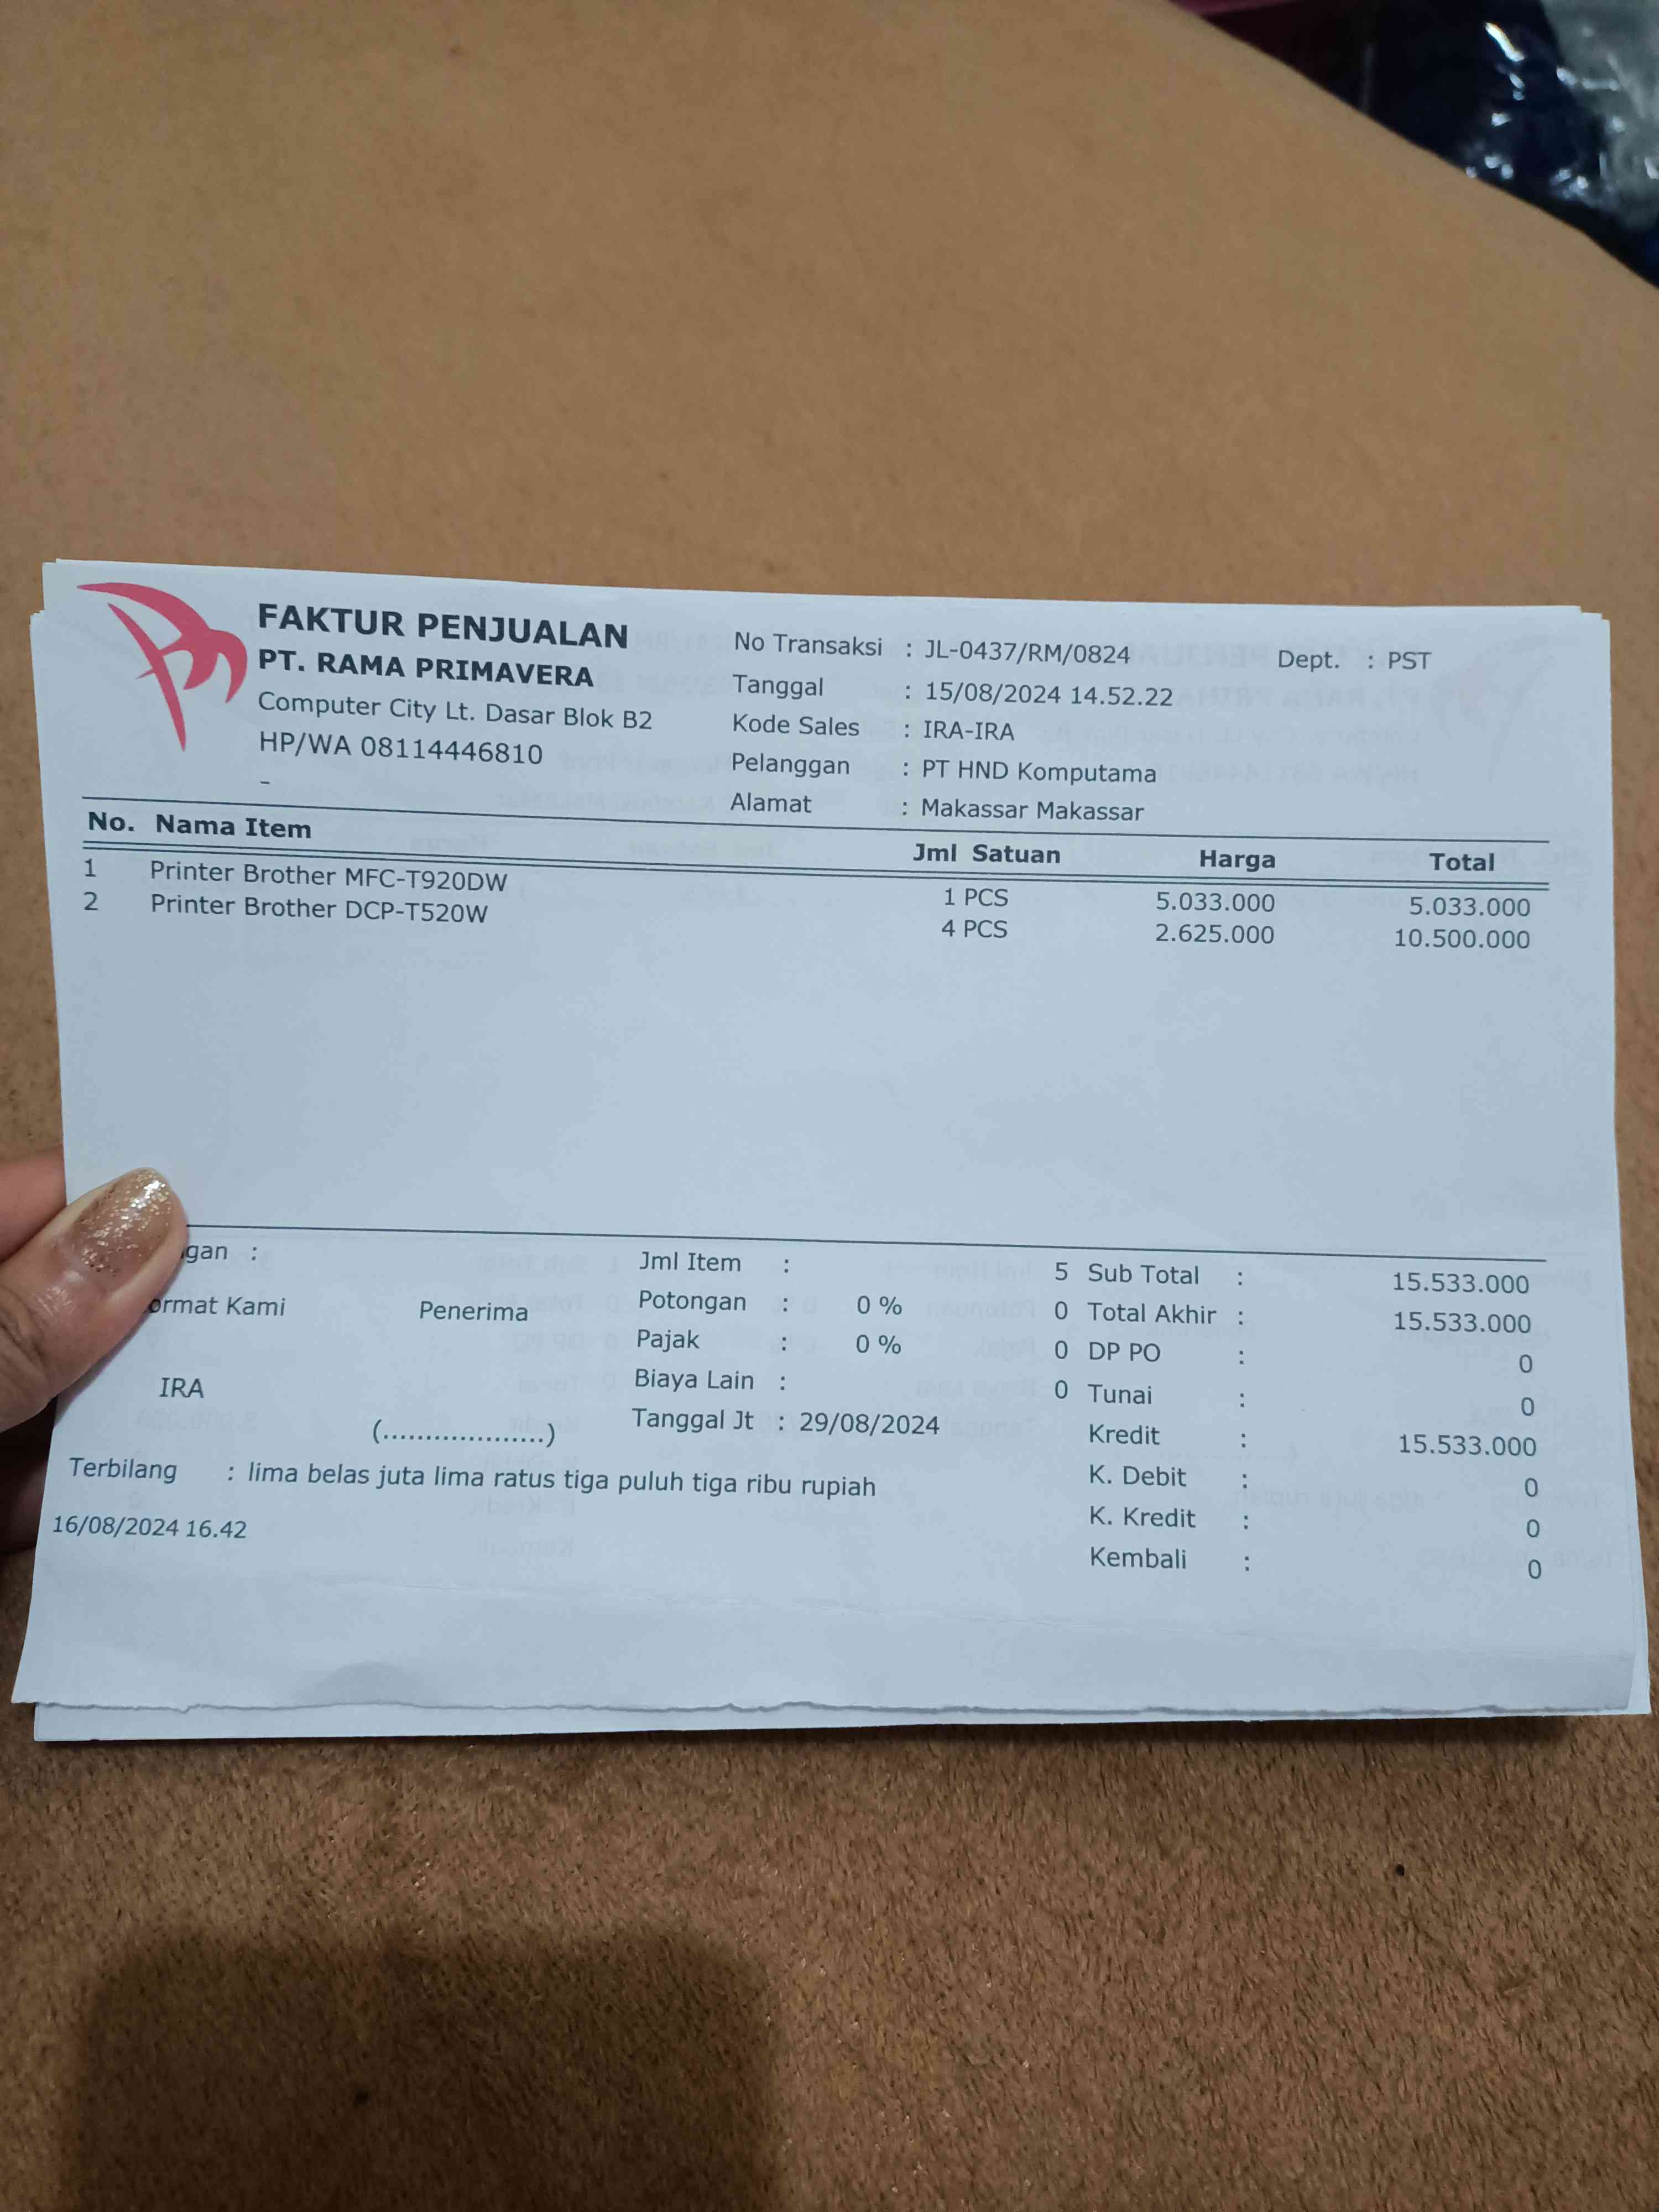 FAKTUR PENJUALAN
PT. RAMA PRIMAVERA
Computer City Lt. Dasar Blok B2
HP/WA 08114446810
-
No Transaksi : JL-0437/RM/0824 Dept. : PST
Tanggal : 15/08/2024 14.52.22
Kode Sales : IRA-IRA
Pelanggan : PT HND Komputama
Alamat : Makassar Makassar
No. Nama Item Jml Satuan Harga Total
1 Printer Brother MFC-T920DW 1 PCS 5.033.000 5.033.000
2 Printer Brother DCP-T520W 4 PCS 2.625.000 10.500.000
gan :
ormat Kami Penerima
IRA
(...................)
Jml Item : 5
Potongan : 0 % 0
Pajak : 0 % 0
Biaya Lain : 0
Tanggal Jt : 29/08/2024
Sub Total : 15.533.000
Total Akhir : 15.533.000
DP PO : 0
Tunai : 0
Kredit : 15.533.000
K. Debit : 0
K. Kredit : 0
Kembali : 0
Terbilang : lima belas juta lima ratus tiga puluh tiga ribu rupiah
16/08/2024 16.42